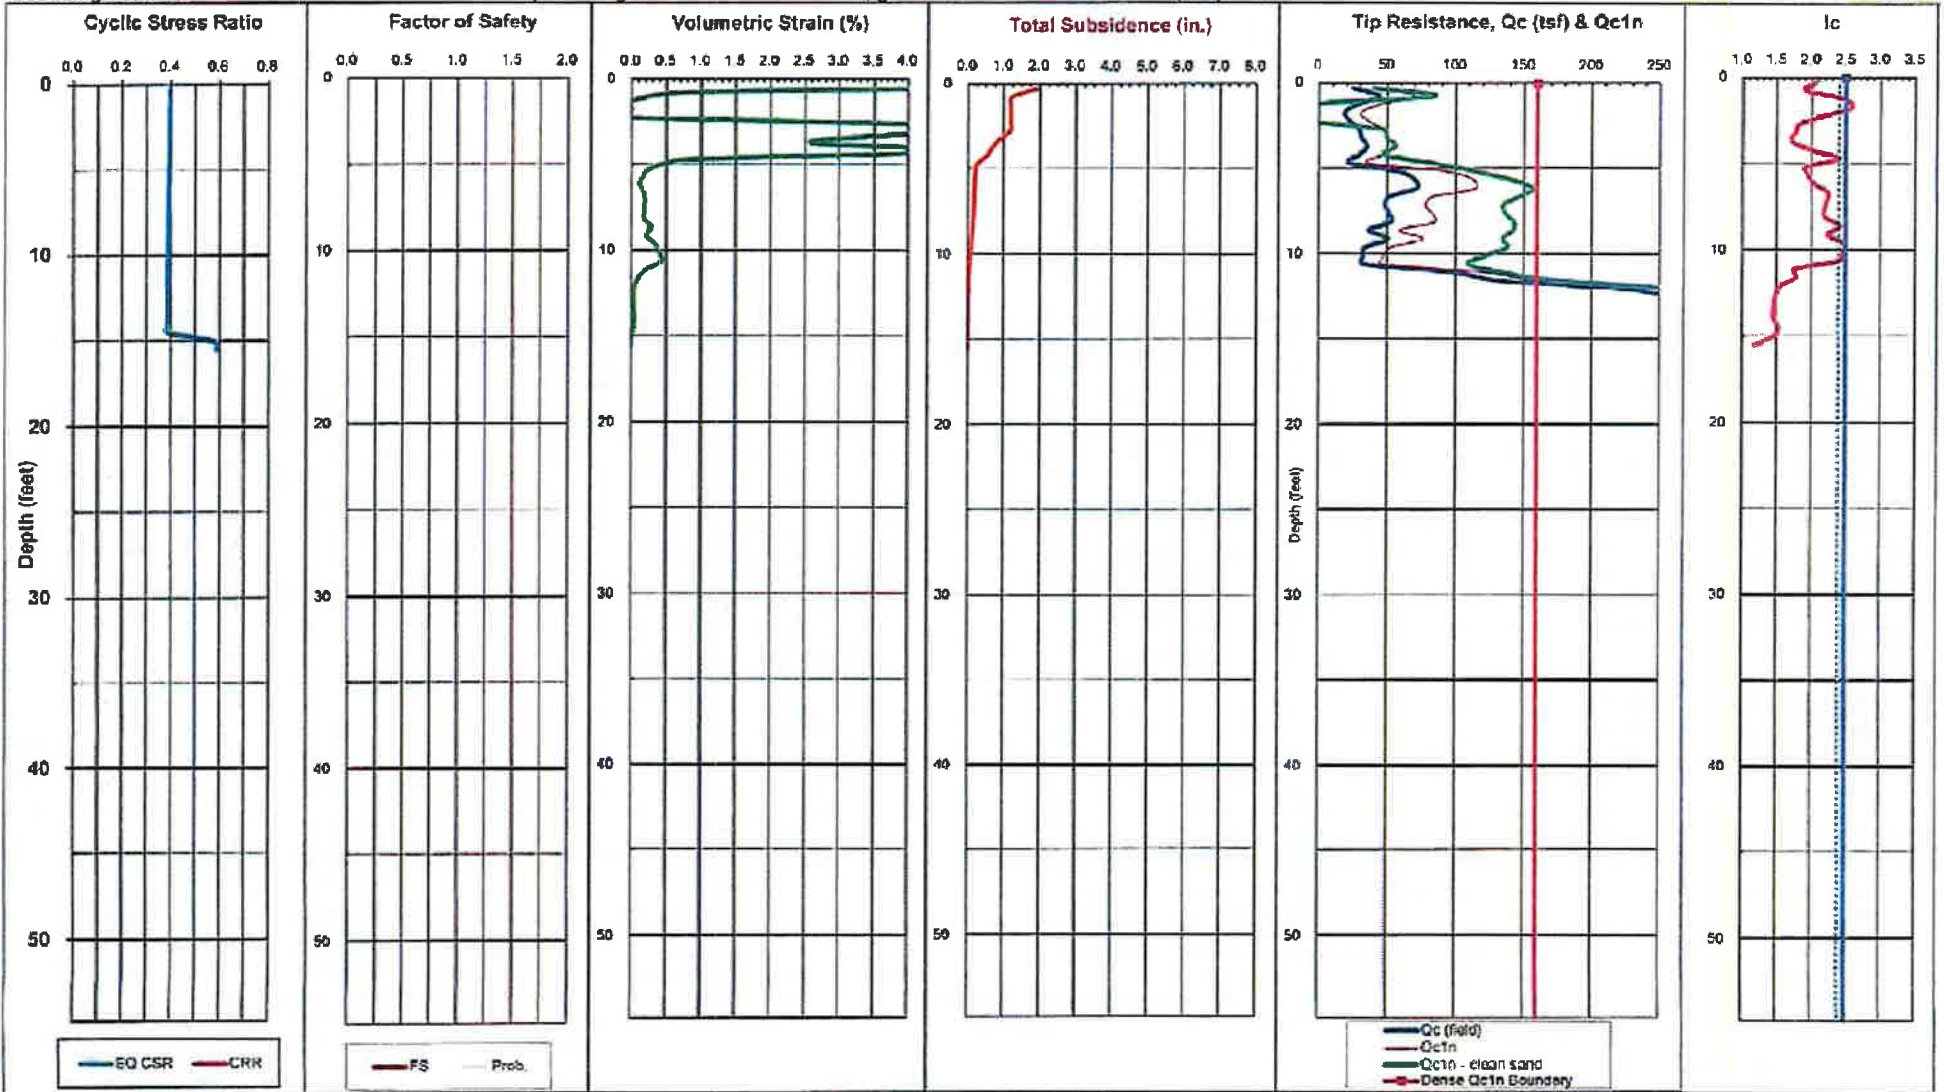 Cyclic Stress Ratio
Factor of Safety
Volumetric Strain (%)
Total Subsidence (in.)
Tip Resistance, Qc (tsf) & Qc1n
Ic
0.0 0.2 0.4 0.6 0.8
0.0 0.5 1.0 1.5 2.0
0.0 0.5 1.0 1.5 2.0 2.5 3.0 3.5 4.0
0.0 1.0 2.0 3.0 4.0 5.0 6.0 7.0 8.0
0 50 100 150 200 250
1.0 1.5 2.0 2.5 3.0 3.5
0 0 0 0 0 0
10 10 10 10 10 10
20 20 20 20 20 20
Depth (feet)
Depth (feet)
30 30 30 30 30 30
40 40 40 40 40 40
50 50 50 50 50 50
EQ CSR CRR
FS Prob.
Qc (field)
Qc1n
Qc1n - clean sand
Dense Qc1n Boundary